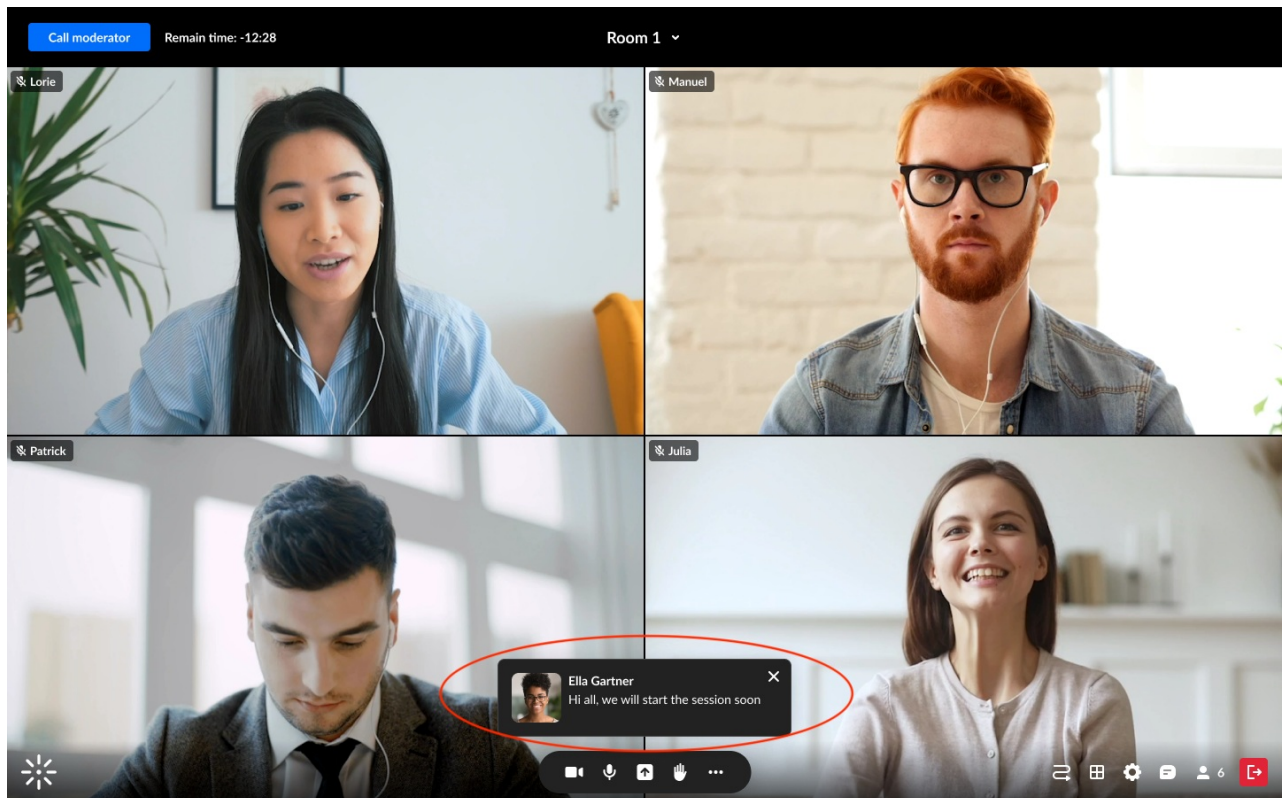 Call moderator
Remain time: -12:28
Room 1
Lorie
Manuel
Patrick
Julia
Ella Gartner
Hi all, we will start the session soon
6